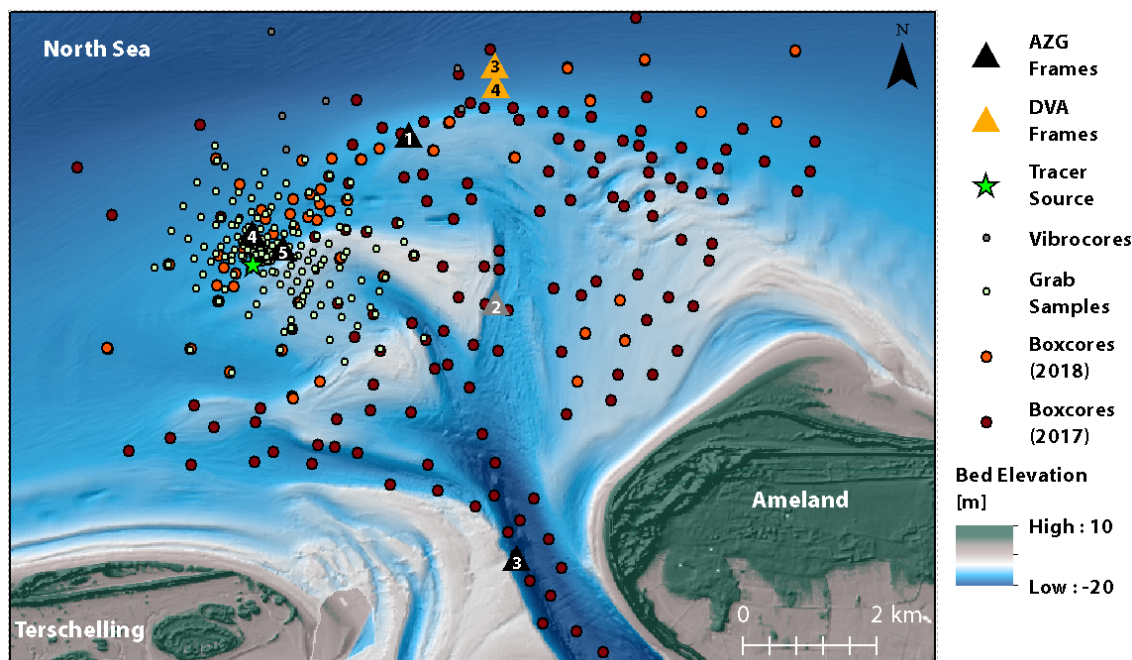 North Sea
N
3
4
1
4
5
2
3
Ameland
Terschelling
0
2 km
AZG
Frames
DVA
Frames
Tracer
Source
Vibrocores
Grab
Samples
Boxcores
(2018)
Boxcores
(2017)
Bed Elevation
[m]
High : 10
Low : -20